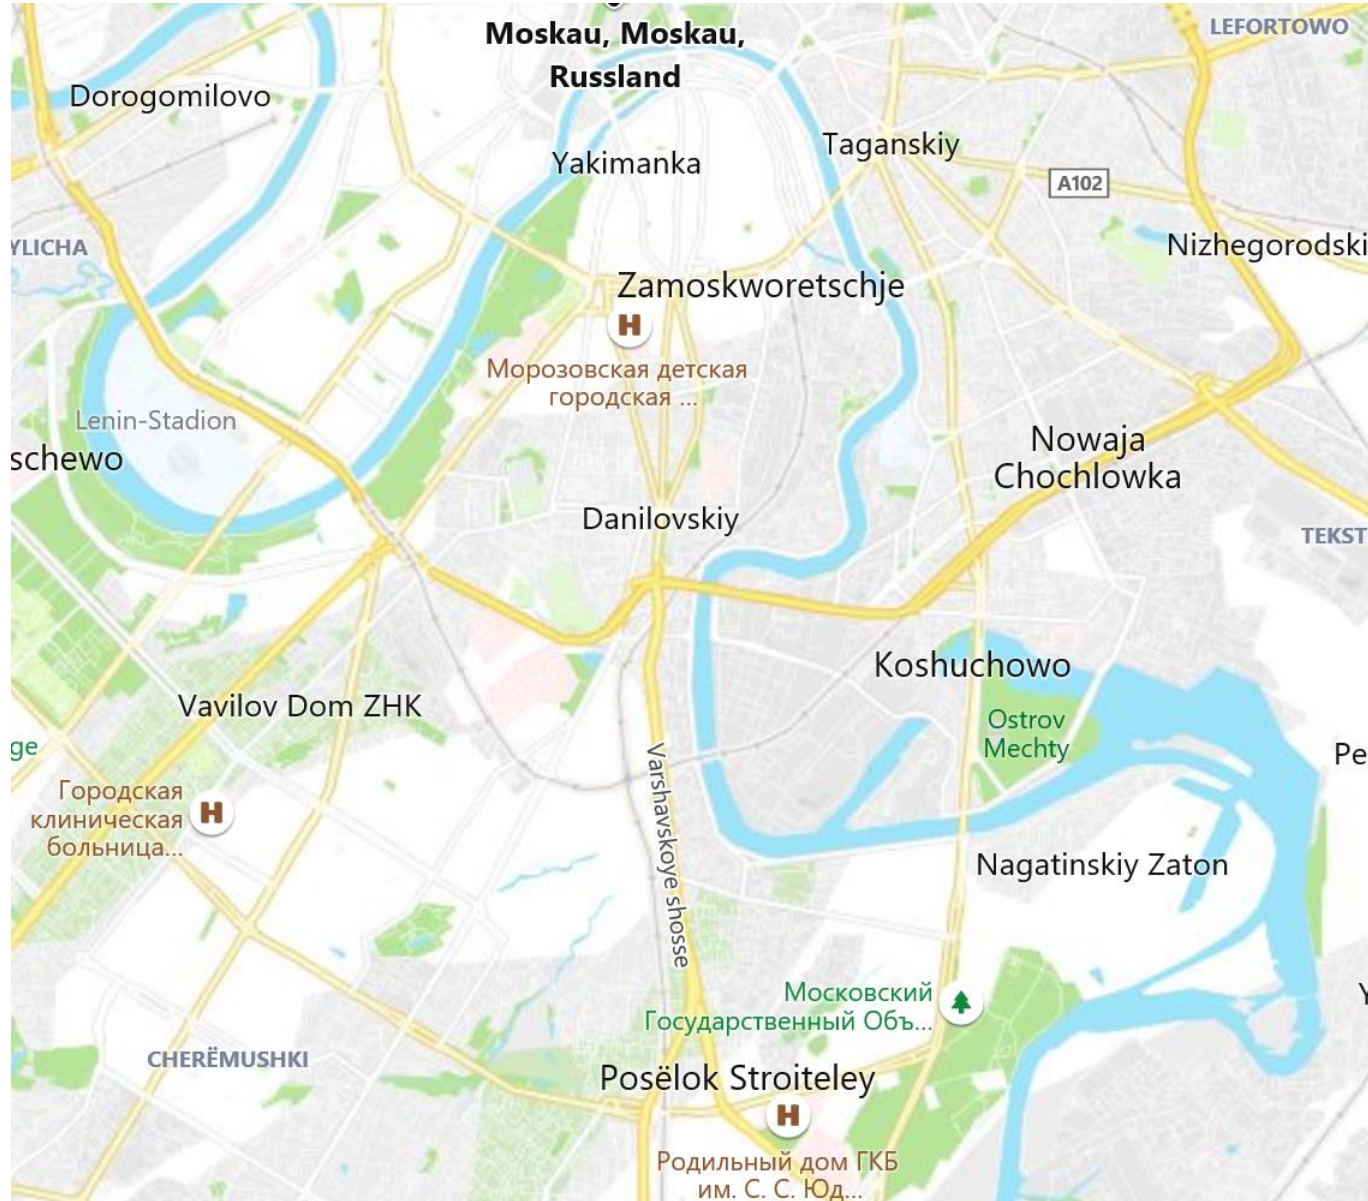 Moskau, Moskau,
Russland
LEFORTOWO
Dorogomilovo
Taganskiy
Yakimanka
A102
YLICHA
Nizhegorodski
Zamoskworetschje
H
Морозовская детская
городская ...
Lenin-Stadion
schewo
Nowaja
Chochlowka
Danilovskiy
TEKST
Koshuchowo
Vavilov Dom ZHK
Ostrov
Mechty
ge
Pe
Varshavskoye shosse
Городская
клиническая
больница...
H
Nagatinskiy Zaton
Московский
Государственный Объ...
Y
CHERËMUSHKI
Posëlok Stroiteley
H
Родильный дом ГКБ
им. С. С. Юд...